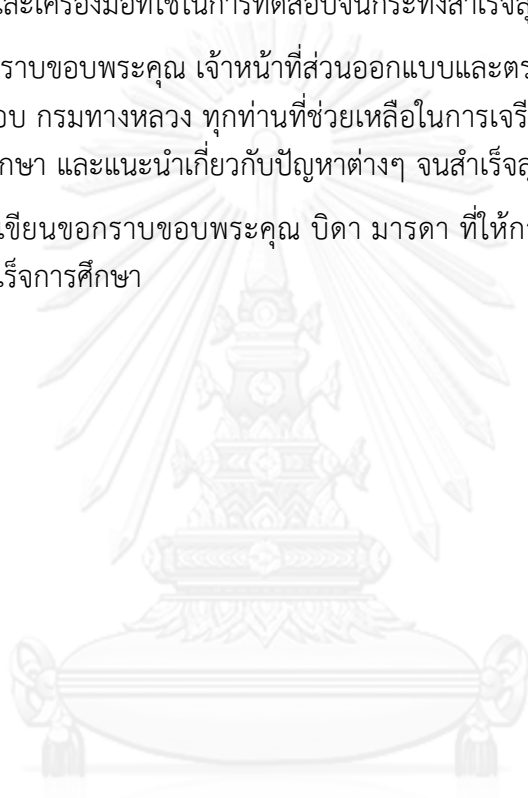 และเครื่องมือที่ใช้ในการทดสอบจนกระทั่งสำเร็จ
ราบขอบพระคุณ เจ้าหน้าที่ส่วนออกแบบและตร
อบ กรมทางหลวง ทุกท่านที่ช่วยเหลือในการเจรี
กษา และแนะนำเกี่ยวกับปัญหาต่างๆ จนสำเร็จ
เขียนขอกราบขอบพระคุณ บิดา มารดา ที่ให้กา
เร็จการศึกษา